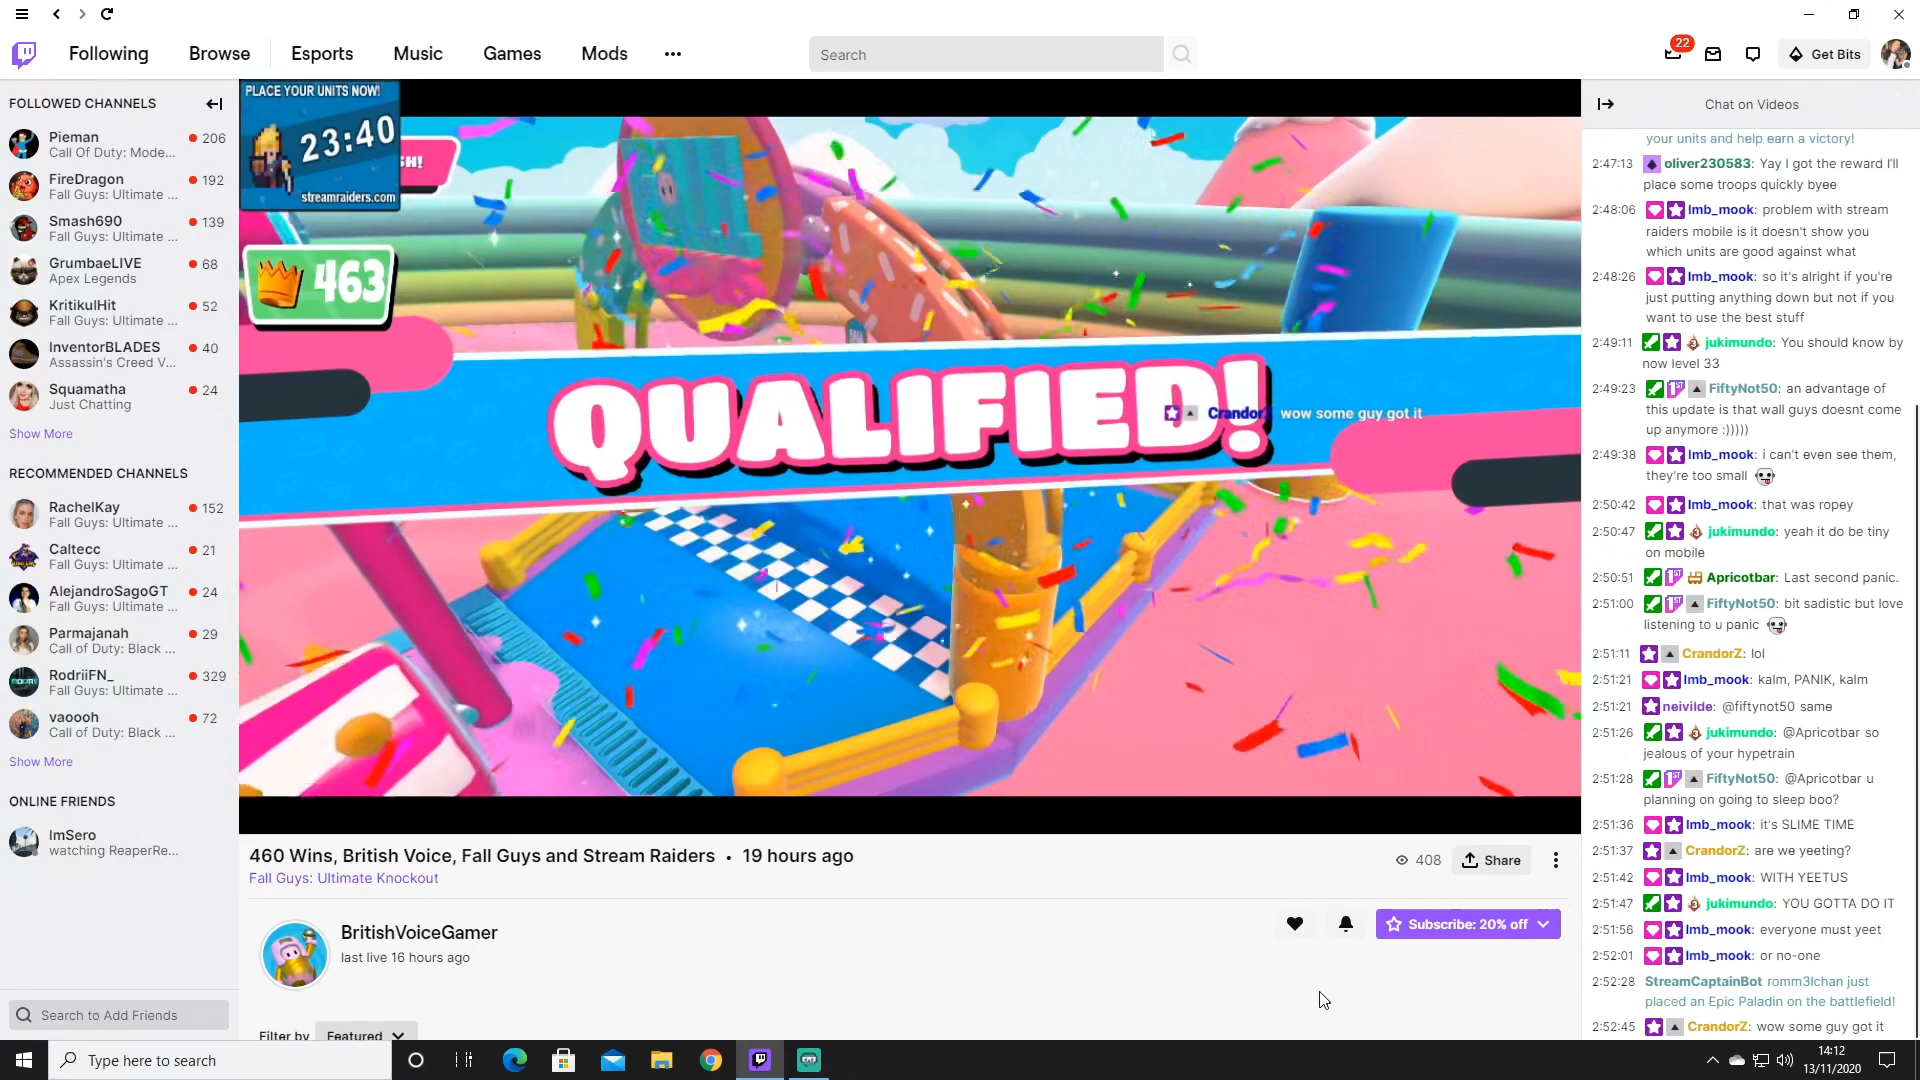 Following
Browse
Esports
Music
Games
Mods
Search
22
Get Bits
FOLLOWED CHANNELS
Pieman
206
Call Of Duty: Mode...
FireDragon
192
Fall Guys: Ultimate ...
Smash690
139
Fall Guys: Ultimate ...
GrumbaeLIVE
68
Apex Legends
KritikulHit
52
Fall Guys: Ultimate ...
InventorBLADES
40
Assassin's Creed V...
Squamatha
24
Just Chatting
Show More
RECOMMENDED CHANNELS
RachelKay
152
Fall Guys: Ultimate ...
Caltecc
21
Fall Guys: Ultimate ...
AlejandroSagoGT
24
Fall Guys: Ultimate ...
Parmajanah
29
Call of Duty: Black ...
RodriiFN_
329
Fall Guys: Ultimate ...
vaoooh
72
Call of Duty: Black ...
Show More
ONLINE FRIENDS
ImSero
watching ReaperRe...
Search to Add Friends
PLACE YOUR UNITS NOW!
23:40
streamraiders.com
SH!
463
QUALIFIED!
CrandorZ wow some guy got it
460 Wins, British Voice, Fall Guys and Stream Raiders • 19 hours ago
Fall Guys: Ultimate Knockout
408
Share
BritishVoiceGamer
last live 16 hours ago
Subscribe: 20% off
Filter by
Featured
Chat on Videos
your units and help earn a victory!
2:47:13 oliver230583: Yay I got the reward I'll
place some troops quickly byee
2:48:06 lmb_mook: problem with stream
raiders mobile is it doesn't show you
which units are good against what
2:48:26 lmb_mook: so it's alright if you're
just putting anything down but not if you
want to use the best stuff
2:49:11 jukimundo: You should know by
now level 33
2:49:23 1ST FiftyNot50: an advantage of
this update is that wall guys doesnt come
up anymore :)))))
2:49:38 lmb_mook: i can't even see them,
they're too small
2:50:42 lmb_mook: that was ropey
2:50:47 jukimundo: yeah it do be tiny
on mobile
2:50:51 1ST Apricotbar: Last second panic.
2:51:00 1ST FiftyNot50: bit sadistic but love
listening to u panic
2:51:11 CrandorZ: lol
2:51:21 lmb_mook: kalm, PANIK, kalm
2:51:21 neivilde: @fiftynot50 same
2:51:26 jukimundo: @Apricotbar so
jealous of your hypetrain
2:51:28 1ST FiftyNot50: @Apricotbar u
planning on going to sleep boo?
2:51:36 lmb_mook: it's SLIME TIME
2:51:37 CrandorZ: are we yeeting?
2:51:42 lmb_mook: WITH YEETUS
2:51:47 jukimundo: YOU GOTTA DO IT
2:51:56 lmb_mook: everyone must yeet
2:52:01 lmb_mook: or no-one
2:52:28 StreamCaptainBot romm3lchan just
placed an Epic Paladin on the battlefield!
2:52:45 CrandorZ: wow some guy got it
Type here to search
14:12
13/11/2020